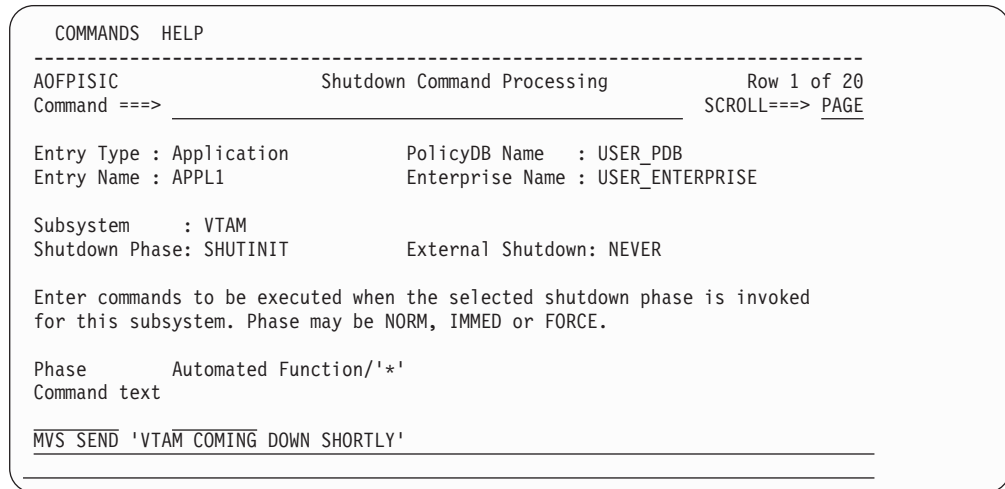 COMMANDS HELP
------------------------------------------------------------------------------
AOFPISIC Shutdown Command Processing Row 1 of 20
Command ===> SCROLL===> PAGE
Entry Type : Application PolicyDB Name : USER_PDB
Entry Name : APPL1 Enterprise Name : USER_ENTERPRISE
Subsystem : VTAM
Shutdown Phase: SHUTINIT External Shutdown: NEVER
Enter commands to be executed when the selected shutdown phase is invoked
for this subsystem. Phase may be NORM, IMMED or FORCE.
Phase Automated Function/'*'
Command text
MVS SEND 'VTAM COMING DOWN SHORTLY'